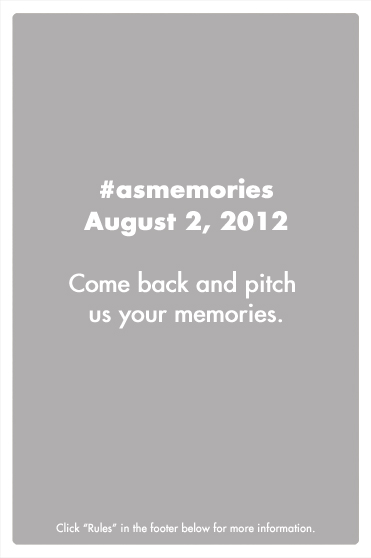 #asmemories
August 2, 2012
Come back and pitch
us your memories.
Click “Rules” in the footer below for more information.